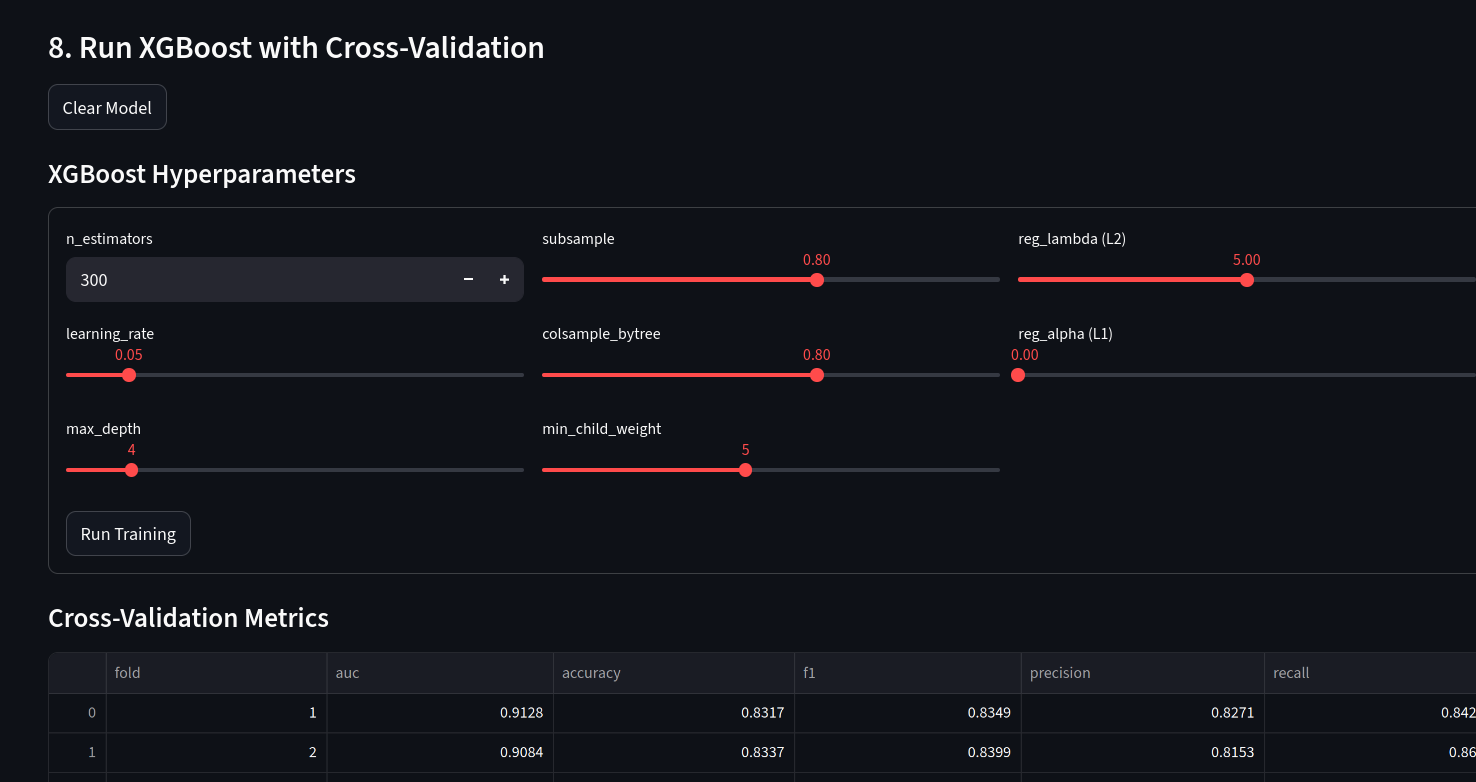 8. Run XGBoost with Cross-Validation
Clear Model
XGBoost Hyperparameters
n_estimators
300
− +
subsample
0.80
reg_lambda (L2)
5.00
learning_rate
0.05
colsample_bytree
0.80
reg_alpha (L1)
0.00
max_depth
4
min_child_weight
5
Run Training
Cross-Validation Metrics
fold auc accuracy f1 precision recall
0 1 0.9128 0.8317 0.8349 0.8271 0.842
1 2 0.9084 0.8337 0.8399 0.8153 0.86